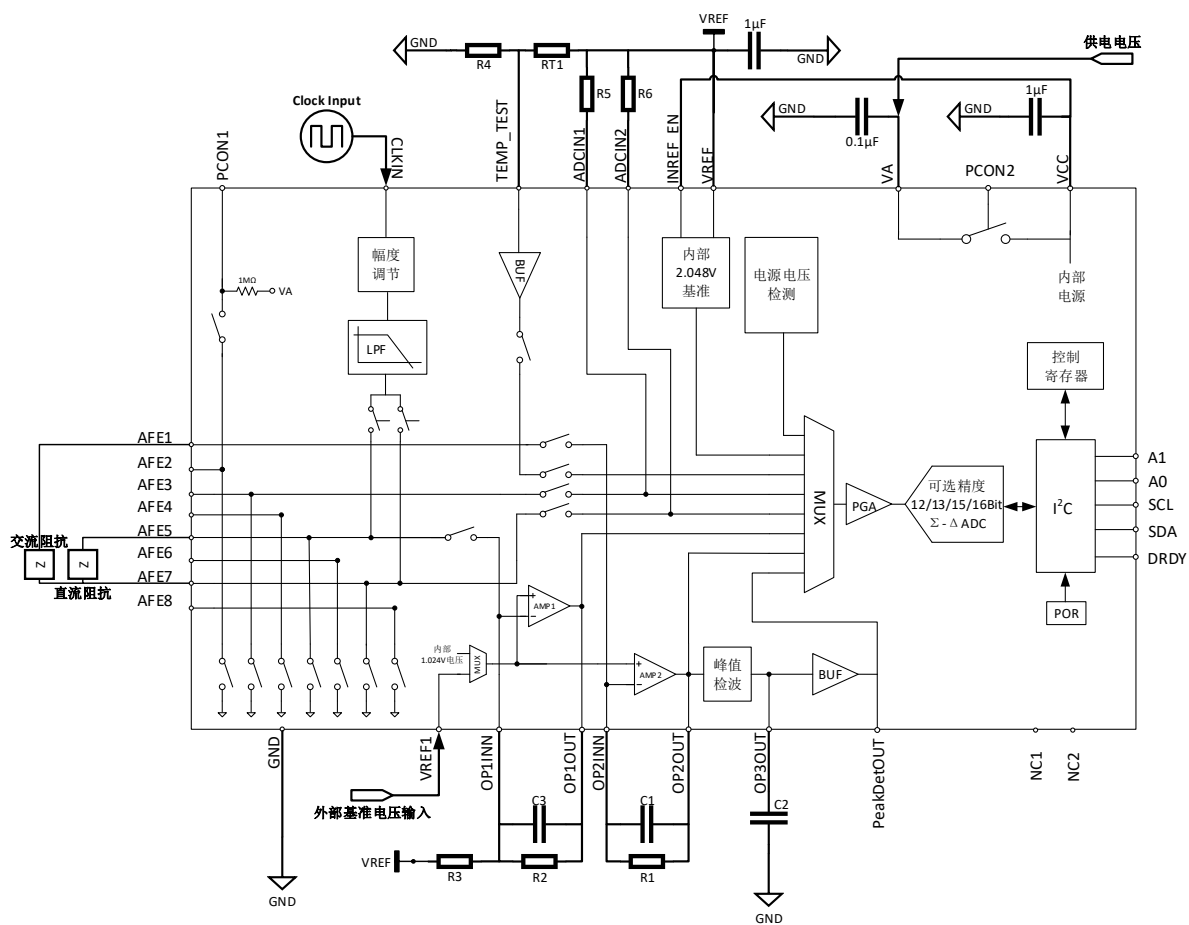 VREF
1μF
GND
R4
RT1
GND
供电电压
R5
R6
Clock Input
GND
0.1μF
GND
1μF
PCON1
CLKIN
TEMP_TEST
ADCIN1
ADCIN2
INREF_EN
VREF
VA
PCON2
VCC
幅度
调节
BUF
内部
2.048V
基准
电源电压
检测
内部
电源
1MΩ
VA
LPF
控制
寄存器
AFE1
AFE2
AFE3
AFE4
AFE5
AFE6
AFE7
AFE8
交流阻抗
Z
Z
直流阻抗
MUX
PGA
可选精度
12/13/15/16Bit
Σ-Δ ADC
I²C
A1
A0
SCL
SDA
DRDY
POR
AMP1
内部
1.024V电压
MUX
AMP2
峰值
检波
BUF
GND
VREF1
OP1INN
OP1OUT
OP2INN
OP2OUT
OP3OUT
PeakDetOUT
NC1
NC2
外部基准电压输入
C3
C1
C2
VREF
R3
R2
R1
GND
GND